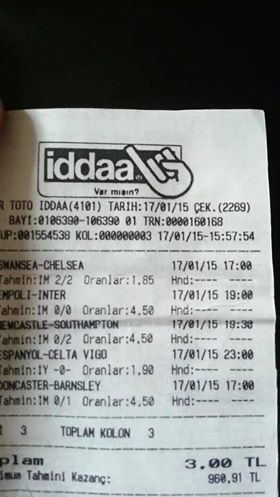 iddaa
Var mısın?
R TOTO IDDAA(4101) TARİH:17/01/15 ÇEK.(2269)
BAYI:0106390-106390 01 TRN:0000160168
UP:001554538 KOL:000000003 17/01/15-15:57:54
SWANSEA-CHELSEA 17/01/15 17:00
Tahmin:IM 2/2 Oranlar:1,85 Hnd:---
EMPOLI-INTER 17/01/15 19:00
Tahmin:IM 0/0 Oranlar:4,50 Hnd:---
NEWCASTLE-SOUTHAMPTON 17/01/15 19:30
Tahmin:IM 0/2 Oranlar:4,50 Hnd:---
ESPANYOL-CELTA VIGO 17/01/15 23:00
Tahmin:IY -0- Oranlar:1,90 Hnd:---
DONCASTER-BARNSLEY 17/01/15 17:00
Tahmin:IM 0/1 Oranlar:4,50 Hnd:---
1 3 TOPLAM KOLON 3
plam 3,00 TL
imum Tahmini Kazanç: 960,91 TL